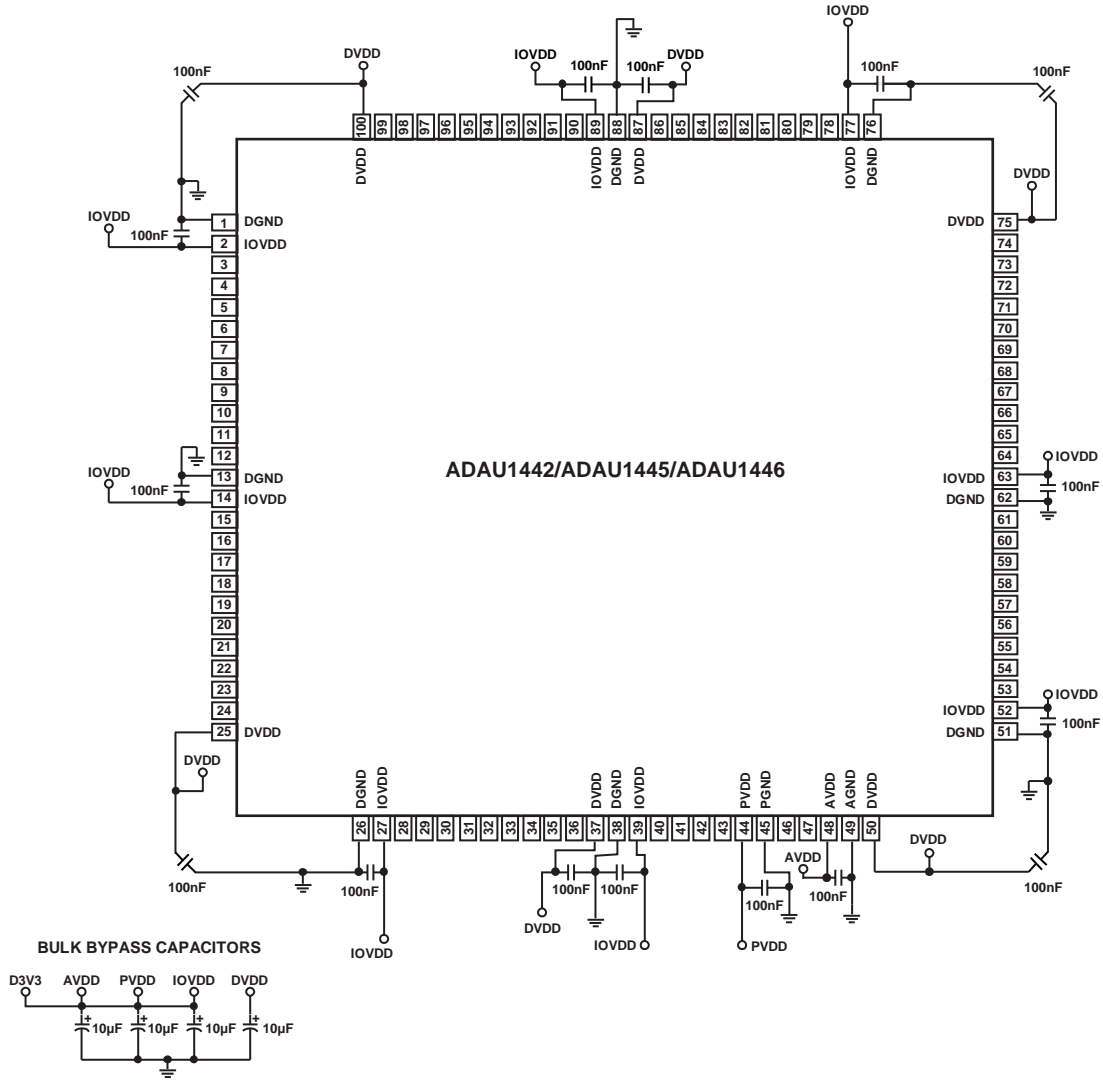 IOVDD
DVDD
IOVDD
DVDD
100nF
100nF
100nF
100nF
100nF
100 99 98 97 96 95 94 93 92 91 90 89 88 87 86 85 84 83 82 81 80 79 78 77 76
DVDD
IOVDD
DGND
DVDD
IOVDD
DGND
DVDD
IOVDD
100nF
1 DGND
2 IOVDD
3
4
5
6
7
8
9
10
11
12
IOVDD
100nF
13 DGND
14 IOVDD
15
16
17
18
19
20
21
22
23
24
25 DVDD
DVDD
ADAU1442/ADAU1445/ADAU1446
DVDD 75
74
73
72
71
70
69
68
67
66
65
64
IOVDD
IOVDD 63
100nF
DGND 62
61
60
59
58
57
56
55
54
53
IOVDD
IOVDD 52
100nF
DGND 51
DGND
IOVDD
DVDD
DGND
IOVDD
PVDD
PGND
AVDD
AGND
DVDD
26 27 28 29 30 31 32 33 34 35 36 37 38 39 40 41 42 43 44 45 46 47 48 49 50
DVDD
AVDD
100nF
100nF
100nF
100nF
100nF
100nF
100nF
DVDD
IOVDD
IOVDD
PVDD
BULK BYPASS CAPACITORS
D3V3 AVDD PVDD IOVDD DVDD
+ + + +
10µF 10µF 10µF 10µF